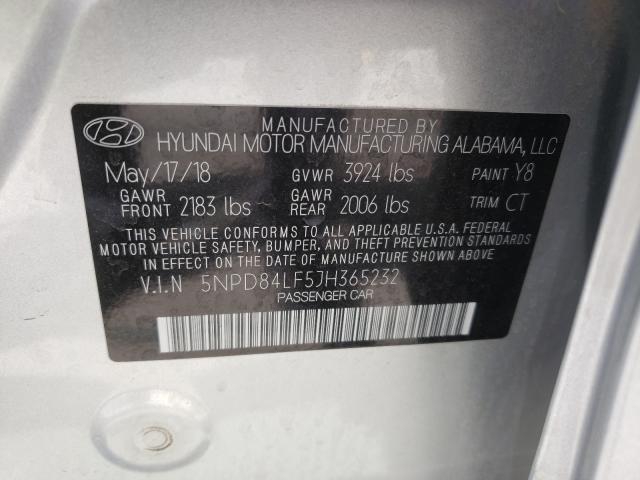 MANUFACTURED BY
HYUNDAI MOTOR MANUFACTURING ALABAMA, LLC
May/17/18 GVWR 3924 lbs PAINT Y8
GAWR FRONT 2183 lbs GAWR REAR 2006 lbs TRIM CT
THIS VEHICLE CONFORMS TO ALL APPLICABLE U.S.A. FEDERAL
MOTOR VEHICLE SAFETY, BUMPER, AND THEFT PREVENTION STANDARDS
IN EFFECT ON THE DATE OF MANUFACTURE SHOWN ABOVE.
V.I.N 5NPD84LF5JH365232
PASSENGER CAR